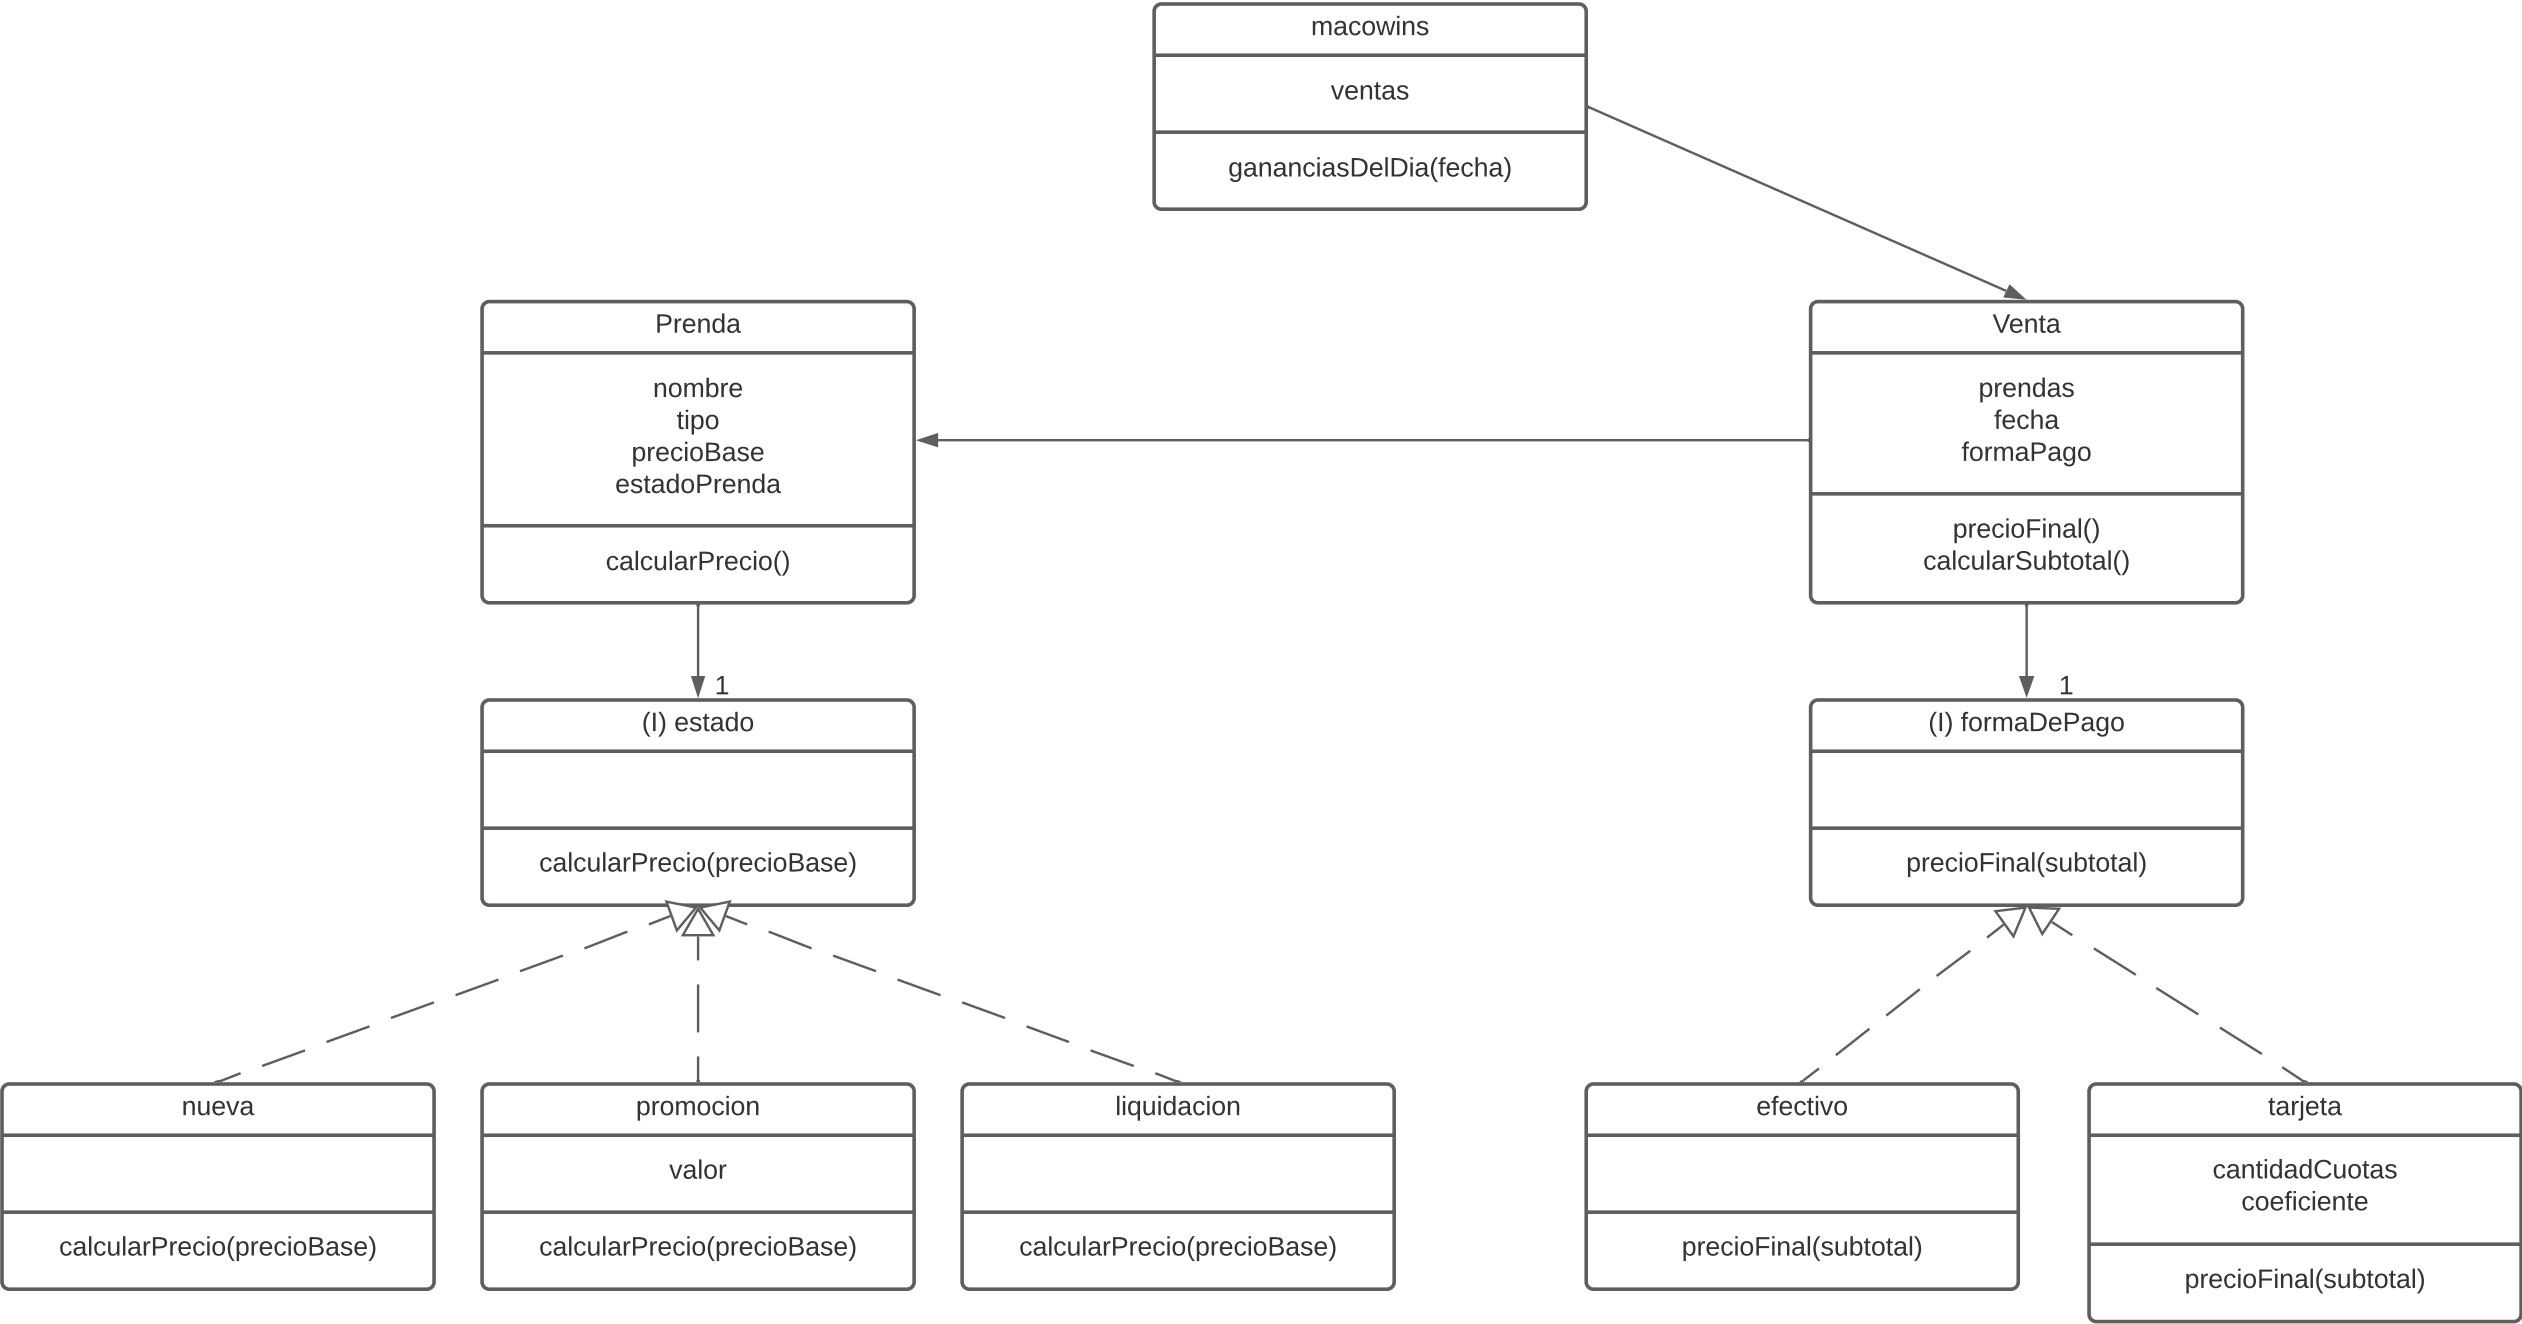 macowins
ventas
gananciasDelDia(fecha)
Prenda
nombre
tipo
precioBase
estadoPrenda
calcularPrecio()
Venta
prendas
fecha
formaPago
precioFinal()
calcularSubtotal()
1
(I) estado
calcularPrecio(precioBase)
1
(I) formaDePago
precioFinal(subtotal)
nueva
calcularPrecio(precioBase)
promocion
valor
calcularPrecio(precioBase)
liquidacion
calcularPrecio(precioBase)
efectivo
precioFinal(subtotal)
tarjeta
cantidadCuotas
coeficiente
precioFinal(subtotal)